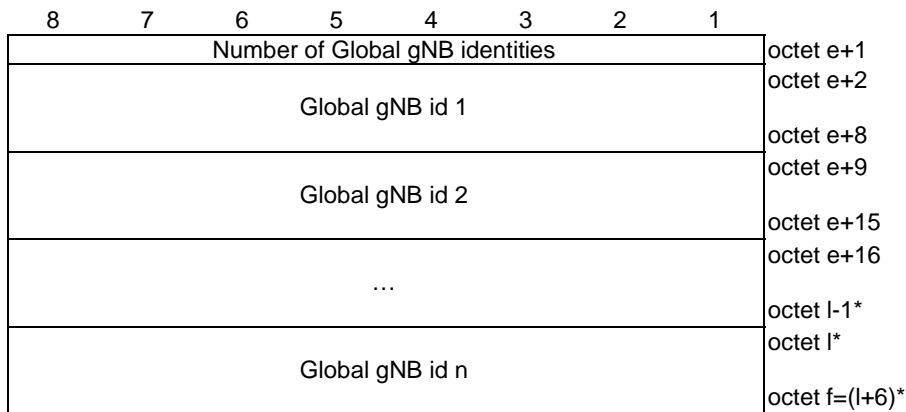 8 7 6 5 4 3 2 1
Number of Global gNB identities octet e+1
octet e+2
Global gNB id 1
octet e+8
octet e+9
Global gNB id 2
octet e+15
octet e+16
…
octet l-1*
octet l*
Global gNB id n
octet f=(l+6)*